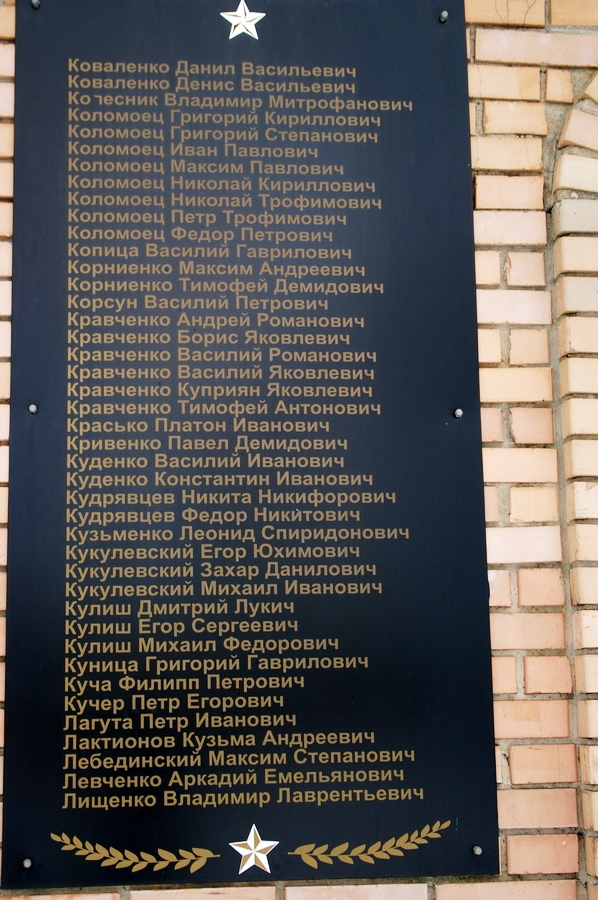 Коваленко Данил Васильевич
Коваленко Денис Васильевич
Колесник Владимир Митрофанович
Коломоец Григорий Кириллович
Коломоец Григорий Степанович
Коломоец Иван Павлович
Коломоец Максим Павлович
Коломоец Николай Кириллович
Коломоец Николай Трофимович
Коломоец Петр Трофимович
Коломоец Федор Петрович
Копица Василий Гаврилович
Корниенко Максим Андреевич
Корниенко Тимофей Демидович
Корсун Василий Петрович
Кравченко Андрей Романович
Кравченко Борис Яковлевич
Кравченко Василий Романович
Кравченко Василий Яковлевич
Кравченко Куприян Яковлевич
Кравченко Тимофей Антонович
Красько Платон Иванович
Кривенко Павел Демидович
Куденко Василий Иванович
Куденко Константин Иванович
Кудрявцев Никита Никифорович
Кудрявцев Федор Никитович
Кузьменко Леонид Спиридонович
Кукулевский Егор Юхимович
Кукулевский Захар Данилович
Кукулевский Михаил Иванович
Кулиш Дмитрий Лукич
Кулиш Егор Сергеевич
Кулиш Михаил Федорович
Куница Григорий Гаврилович
Куча Филипп Петрович
Кучер Петр Егорович
Лагута Петр Иванович
Лактионов Кузьма Андреевич
Лебединский Максим Степанович
Левченко Аркадий Емельянович
Лищенко Владимир Лаврентьевич